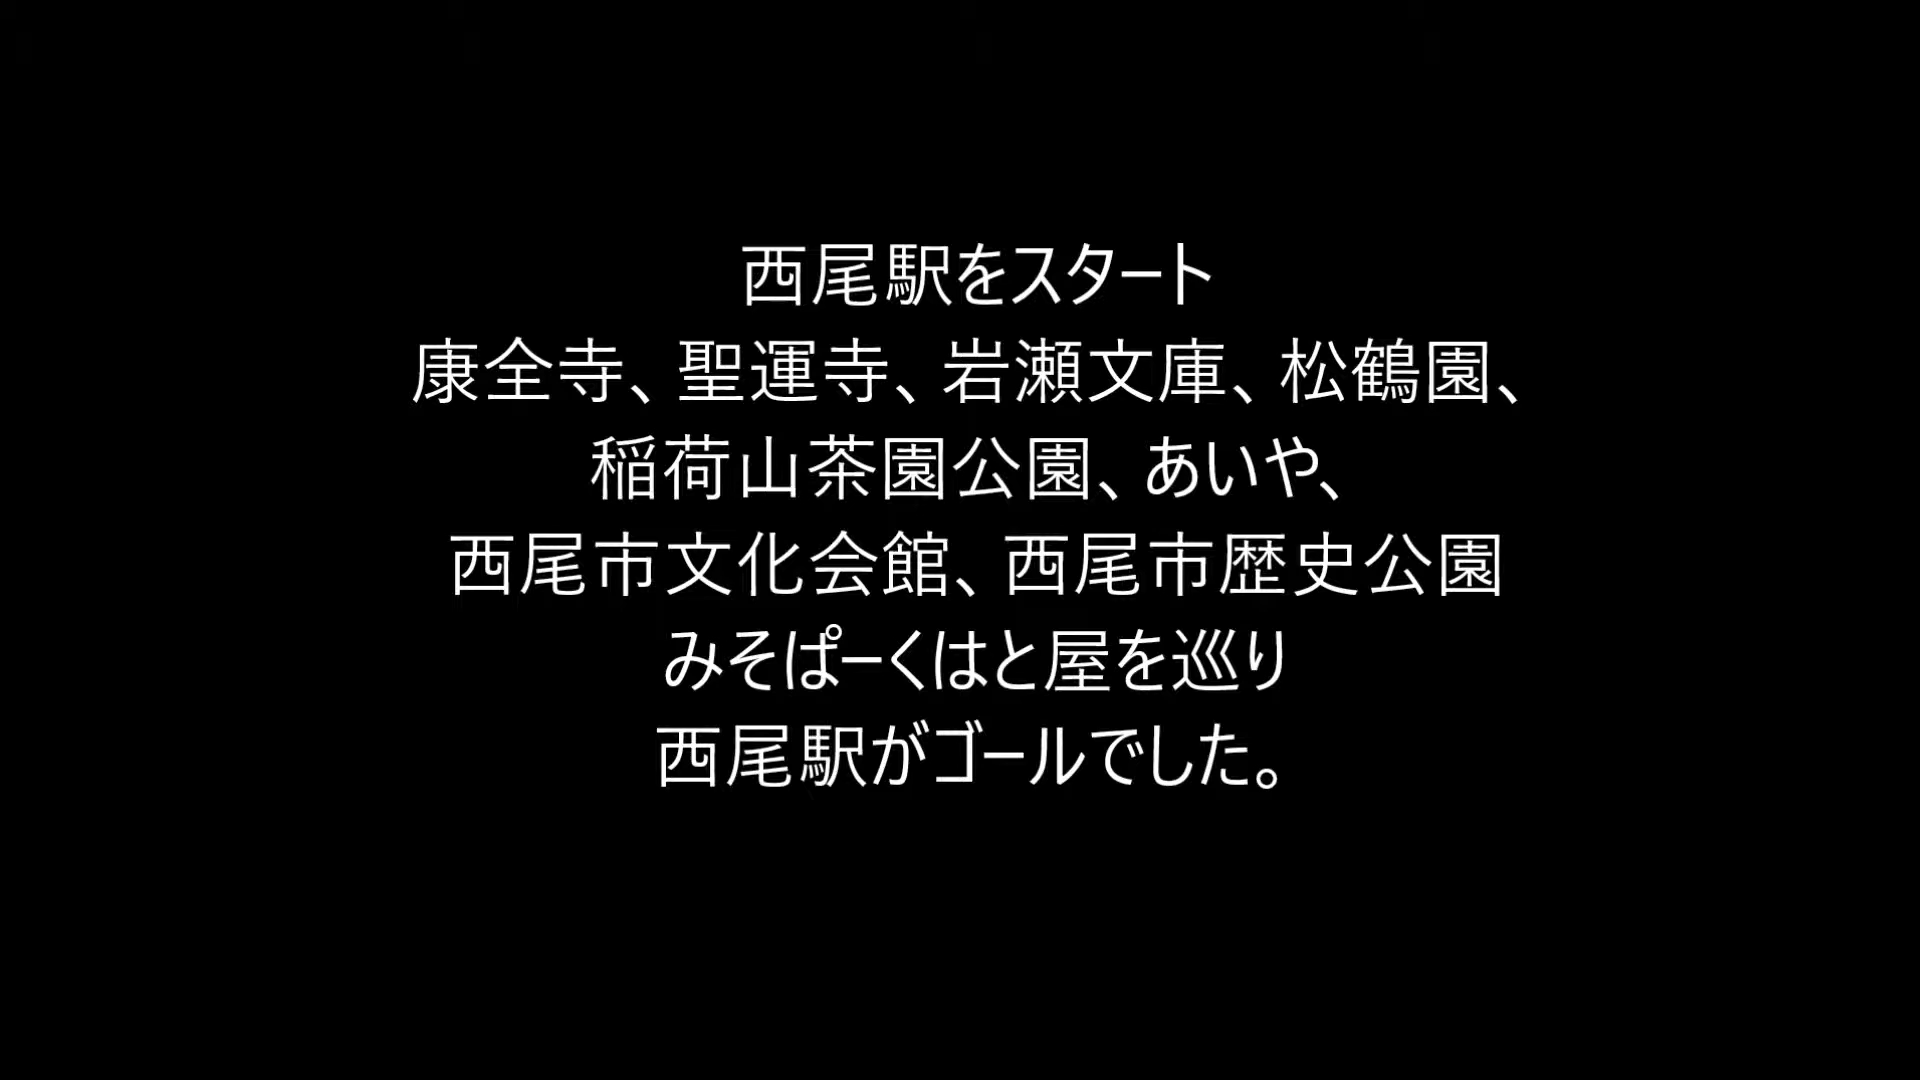 西尾駅をスタート
康全寺、聖運寺、岩瀬文庫、松鶴園、
稲荷山茶園公園、あいや、
西尾市文化会館、西尾市歴史公園
みそぱーくはと屋を巡り
西尾駅がゴールでした。